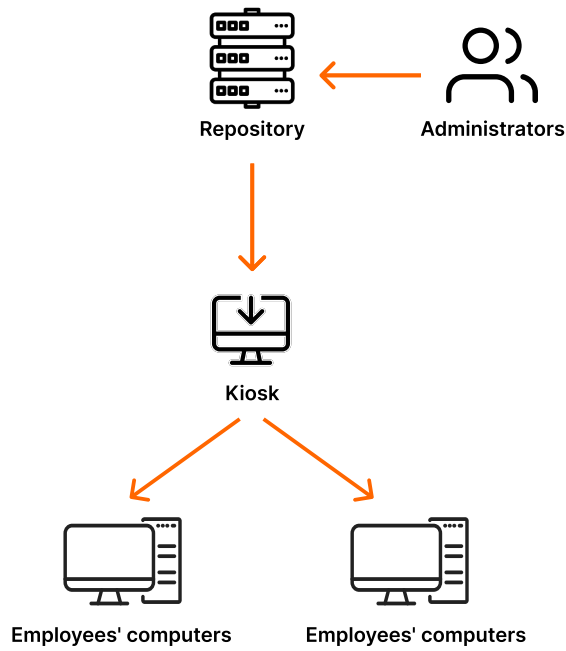 Repository
Administrators
Kiosk
Employees' computers
Employees' computers